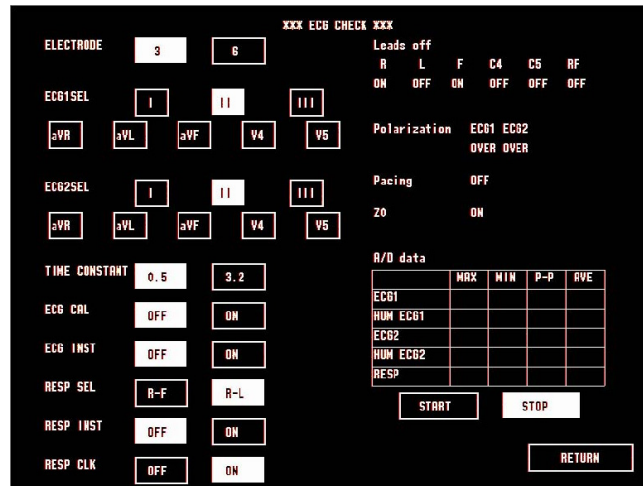 *** ECG CHECK ***
ELECTRODE 3 6
ECG1SEL I II III
aVR aVL aVF V4 V5
ECG2SEL I II III
aVR aVL aVF V4 V5
TIME CONSTANT 0.5 3.2
ECG CAL OFF ON
ECG INST OFF ON
RESP SEL R-F R-L
RESP INST OFF ON
RESP CLK OFF ON
Leads off
R L F C4 C5 RF
ON OFF ON OFF OFF OFF
Polarization ECG1 ECG2
OVER OVER
Pacing OFF
Z0 ON
A/D data
MAX MIN P-P AVE
ECG1
HUM ECG1
ECG2
HUM ECG2
RESP
START STOP
RETURN